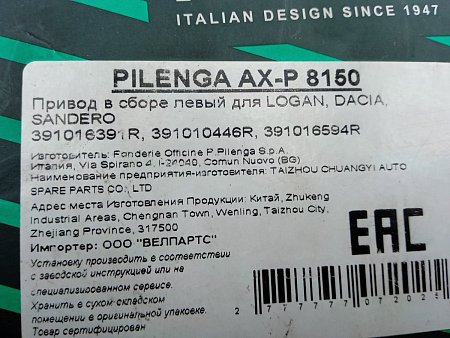 ITALIAN DESIGN SINCE 1947
PILENGA AX-P 8150
Привод в сборе левый для LOGAN, DACIA,
SANDERO
391016391R, 391010446R, 391016594R
Изготовитель: Fonderie Officine P.Pilenga S.p.A.
Италия, Via Spirano 4, I-24040, Comun Nuovo (BG)
Наименование предприятия-изготовителя: TAIZHOU CHUANGYI AUTO
SPARE PARTS CO., LTD
Адрес места Изготовления Продукции: Китай, Zhukeng
Industrial Areas, Chengnan Town, Wenling, Taizhou City,
Zhejiang Province, 317500
Импортер: ООО "ВЕЛПАРТС"
Установку производить в соответствии
с заводской инструкцией или на
специализированном сервисе.
Хранить в сухом складском
помещении в оригинальной упаковке.
Товар сертифицирован
EAC
2 777777 072025